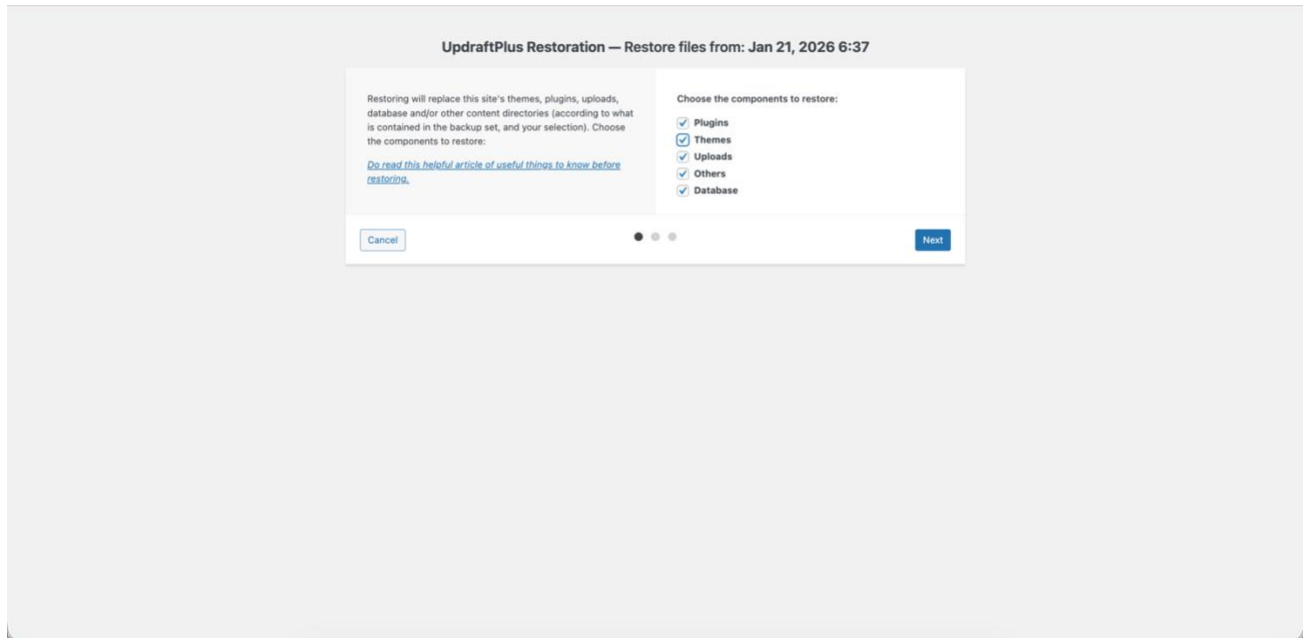 UpdraftPlus Restoration — Restore files from: Jan 21, 2026 6:37
Restoring will replace this site's themes, plugins, uploads,
database and/or other content directories (according to what
is contained in the backup set, and your selection). Choose
the components to restore:
Do read this helpful article of useful things to know before
restoring.
Choose the components to restore:
Plugins
Themes
Uploads
Others
Database
Cancel
Next